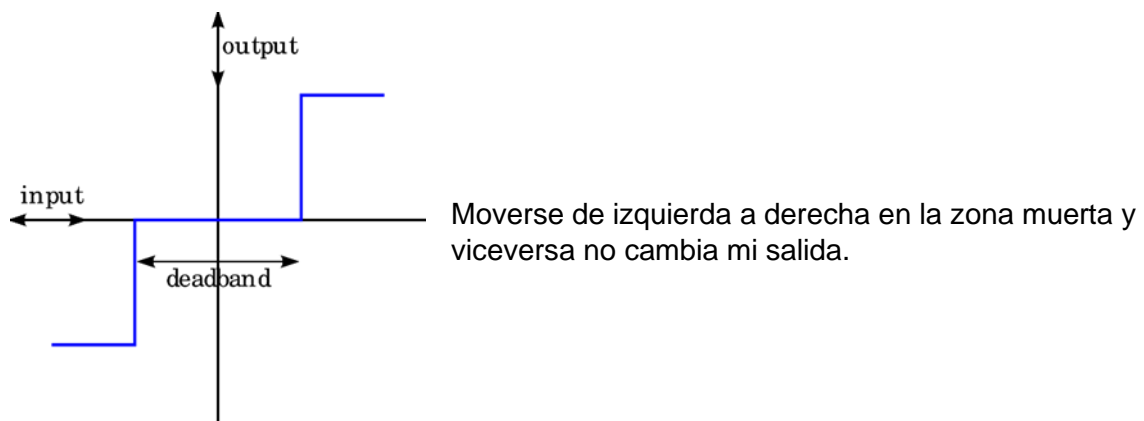 output
input
Moverse de izquierda a derecha en la zona muerta y
viceversa no cambia mi salida.
deadband